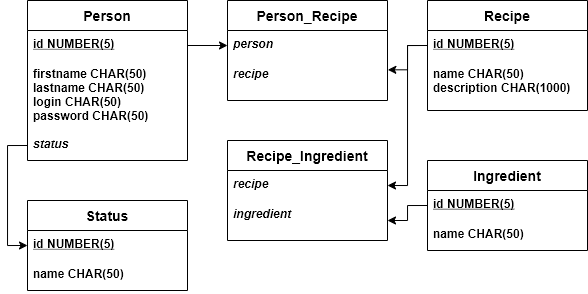 Person
id NUMBER(5)
firstname CHAR(50)
lastname CHAR(50)
login CHAR(50)
password CHAR(50)
status
Person_Recipe
person
recipe
Recipe
id NUMBER(5)
name CHAR(50)
description CHAR(1000)
Recipe_Ingredient
recipe
ingredient
Ingredient
id NUMBER(5)
name CHAR(50)
Status
id NUMBER(5)
name CHAR(50)